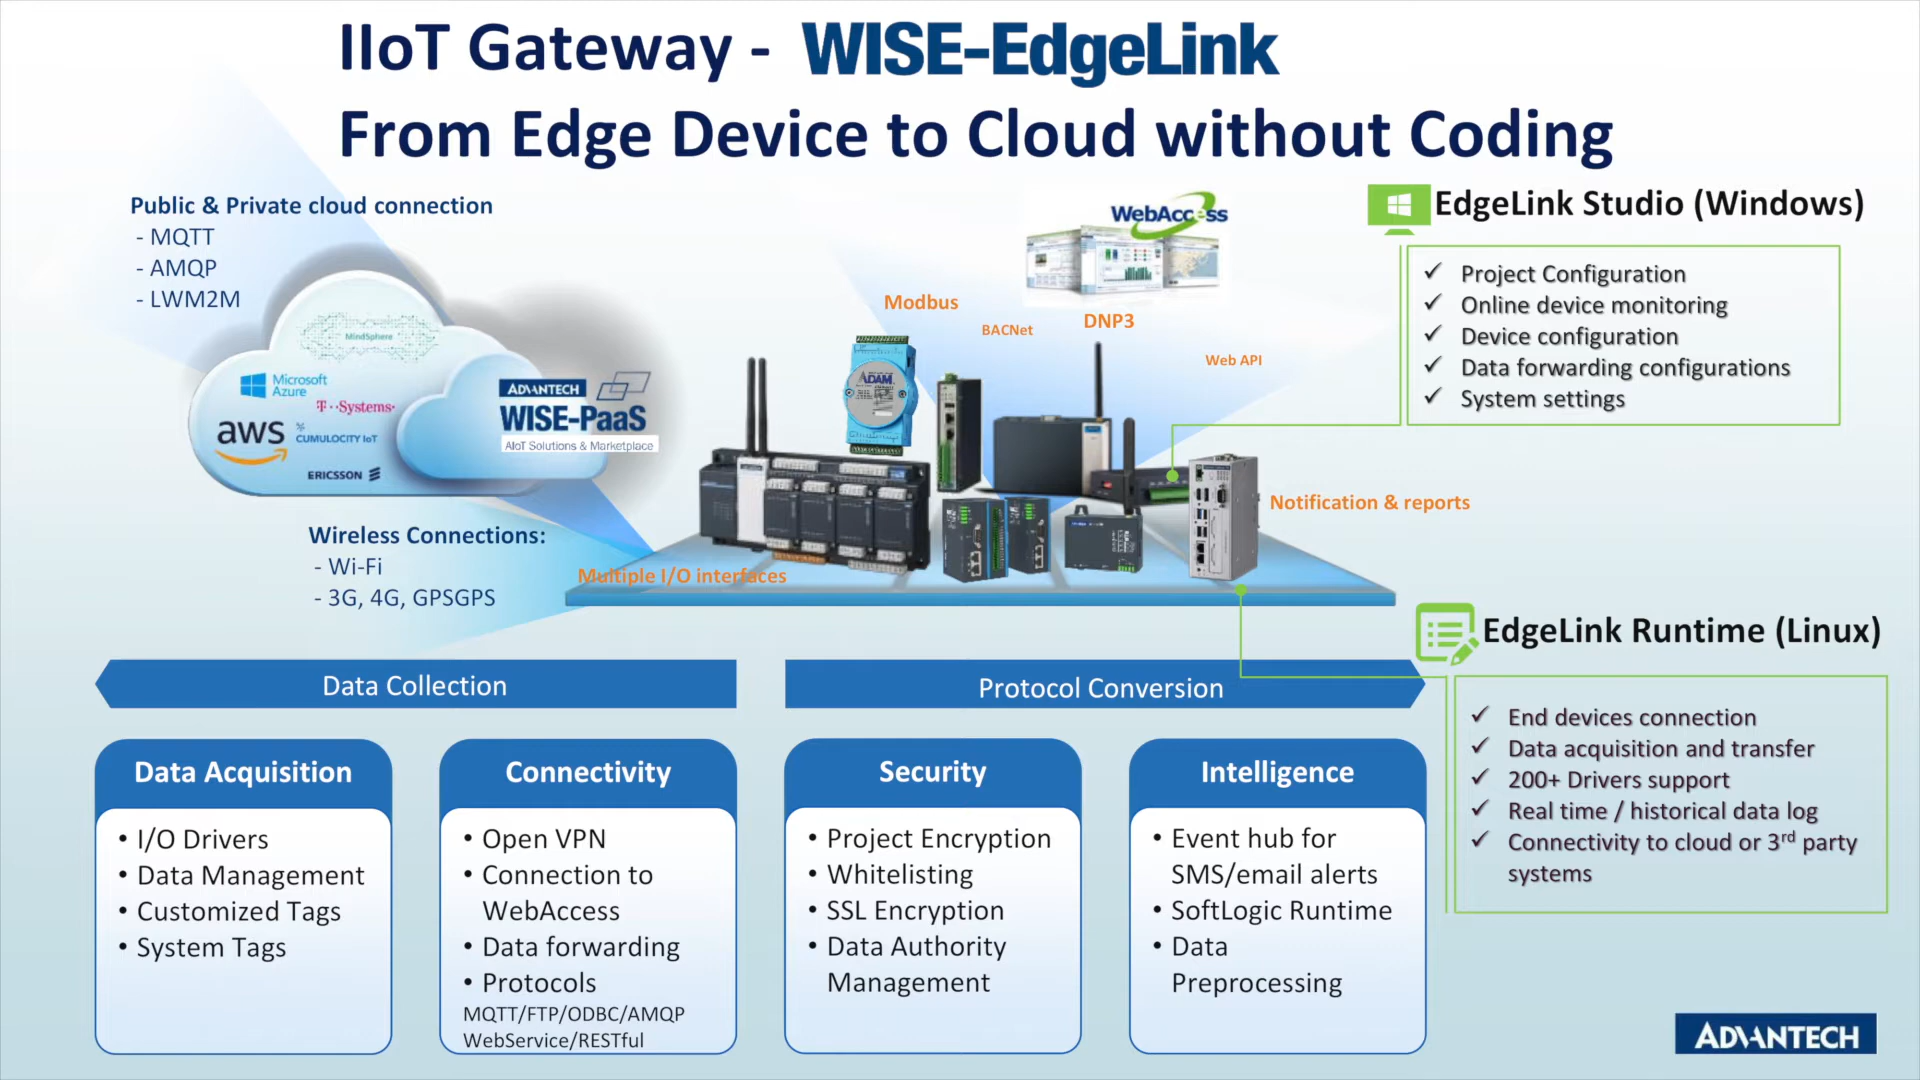 IIoT Gateway - WISE-EdgeLink
From Edge Device to Cloud without Coding
Public & Private cloud connection
- MQTT
- AMQP
- LWM2M
MindSphere
Microsoft
Azure
T··Systems·
aws
CUMULOCITY IoT
ERICSSON
ADVANTECH
WISE-PaaS
AIoT Solutions & Marketplace
Wireless Connections:
- Wi-Fi
- 3G, 4G, GPSGPS
WebAccess
Modbus
BACNet
DNP3
Web API
ADAM
Multiple I/O interfaces
Notification & reports
EdgeLink Studio (Windows)
✓ Project Configuration
✓ Online device monitoring
✓ Device configuration
✓ Data forwarding configurations
✓ System settings
EdgeLink Runtime (Linux)
✓ End devices connection
✓ Data acquisition and transfer
✓ 200+ Drivers support
✓ Real time / historical data log
✓ Connectivity to cloud or 3rd party
systems
Data Collection
Protocol Conversion
Data Acquisition
• I/O Drivers
• Data Management
• Customized Tags
• System Tags
Connectivity
• Open VPN
• Connection to
WebAccess
• Data forwarding
• Protocols
MQTT/FTP/ODBC/AMQP
WebService/RESTful
Security
• Project Encryption
• Whitelisting
• SSL Encryption
• Data Authority
Management
Intelligence
• Event hub for
SMS/email alerts
• SoftLogic Runtime
• Data
Preprocessing
ADVANTECH